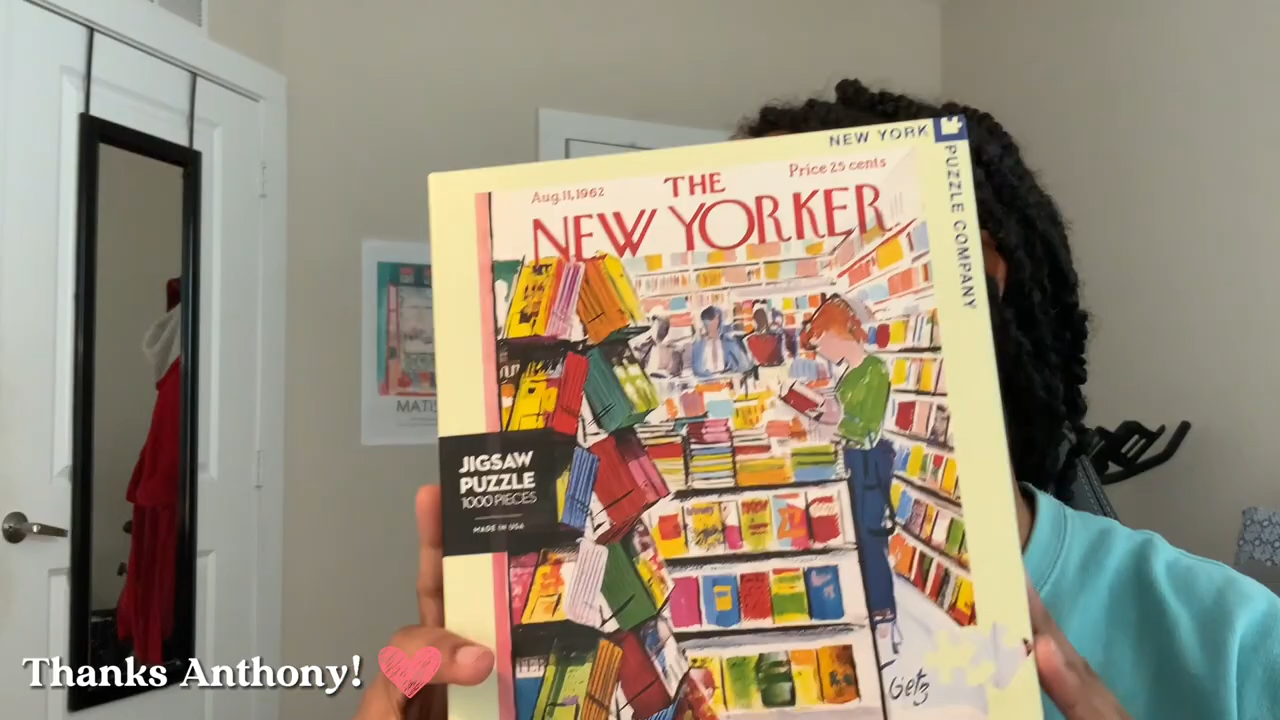 NEW YORK
PUZZLE COMPANY
Aug. 11, 1962
THE
Price 25 cents
NEW YORKER
MATIS
JIGSAW
PUZZLE
1000 PIECES
MADE IN USA
Getz
Thanks Anthony!